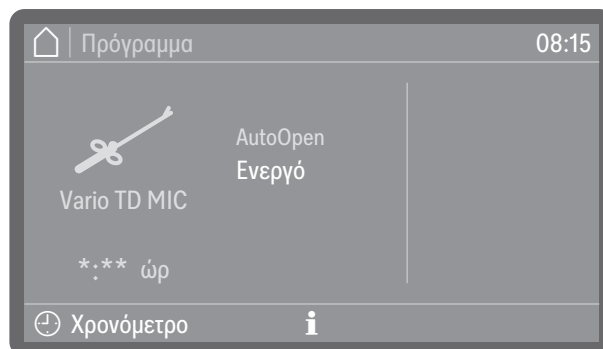 Πρόγραμμα 08:15
AutoOpen
Ενεργό
Vario TD MIC
*:** ώρ
Χρονόμετρο i